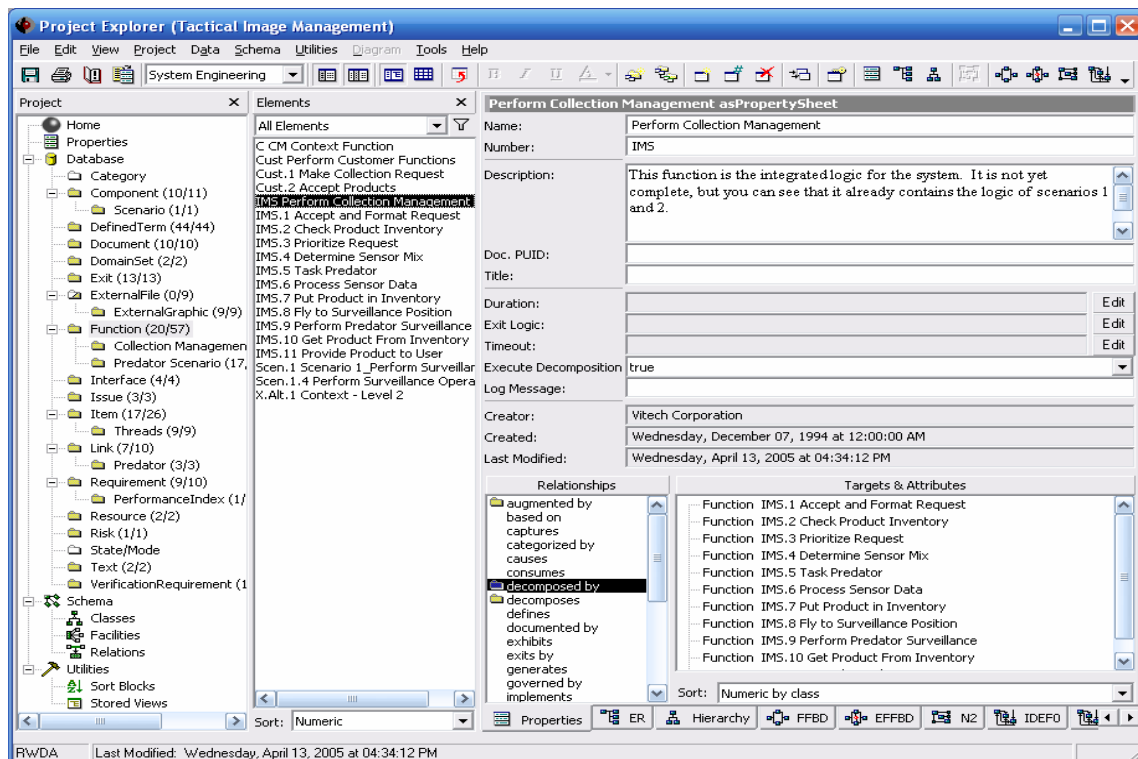 Project Explorer (Tactical Image Management)
File Edit View Project Data Schema Utilities Diagram Tools Help
System Engineering
B I U A
Project
Home
Properties
Database
Category
Component (10/11)
Scenario (1/1)
DefinedTerm (44/44)
Document (10/10)
DomainSet (2/2)
Exit (13/13)
ExternalFile (0/9)
ExternalGraphic (9/9)
Function (20/57)
Collection Managemen
Predator Scenario (17,
Interface (4/4)
Issue (3/3)
Item (17/26)
Threads (9/9)
Link (7/10)
Predator (3/3)
Requirement (9/10)
PerformanceIndex (1/
Resource (2/2)
Risk (1/1)
State/Mode
Text (2/2)
VerificationRequirement (1
Schema
Classes
Facilities
Relations
Utilities
Sort Blocks
Stored Views
Elements
All Elements
C CM Context Function
Cust Perform Customer Functions
Cust.1 Make Collection Request
Cust.2 Accept Products
IMS Perform Collection Management
IMS.1 Accept and Format Request
IMS.2 Check Product Inventory
IMS.3 Prioritize Request
IMS.4 Determine Sensor Mix
IMS.5 Task Predator
IMS.6 Process Sensor Data
IMS.7 Put Product in Inventory
IMS.8 Fly to Surveillance Position
IMS.9 Perform Predator Surveillance
IMS.10 Get Product From Inventory
IMS.11 Provide Product to User
Scen.1 Scenario 1_Perform Surveillar
Scen.1.4 Perform Surveillance Opera
X.Alt.1 Context - Level 2
Sort: Numeric
Perform Collection Management asPropertySheet
Name: Perform Collection Management
Number: IMS
Description: This function is the integrated logic for the system. It is not yet
complete, but you can see that it already contains the logic of scenarios 1
and 2.
Doc. PUID:
Title:
Duration: Edit
Exit Logic: Edit
Timeout: Edit
Execute Decomposition true
Log Message:
Creator: Vitech Corporation
Created: Wednesday, December 07, 1994 at 12:00:00 AM
Last Modified: Wednesday, April 13, 2005 at 04:34:12 PM
Relationships
augmented by
based on
captures
categorized by
causes
consumes
decomposed by
decomposes
defines
documented by
exhibits
exits by
generates
governed by
implements
Targets & Attributes
Function IMS.1 Accept and Format Request
Function IMS.2 Check Product Inventory
Function IMS.3 Prioritize Request
Function IMS.4 Determine Sensor Mix
Function IMS.5 Task Predator
Function IMS.6 Process Sensor Data
Function IMS.7 Put Product in Inventory
Function IMS.8 Fly to Surveillance Position
Function IMS.9 Perform Predator Surveillance
Function IMS.10 Get Product From Inventory
Sort: Numeric by class
Properties ER Hierarchy FFBD EFFBD N2 IDEF0
RWDA Last Modified: Wednesday, April 13, 2005 at 04:34:12 PM